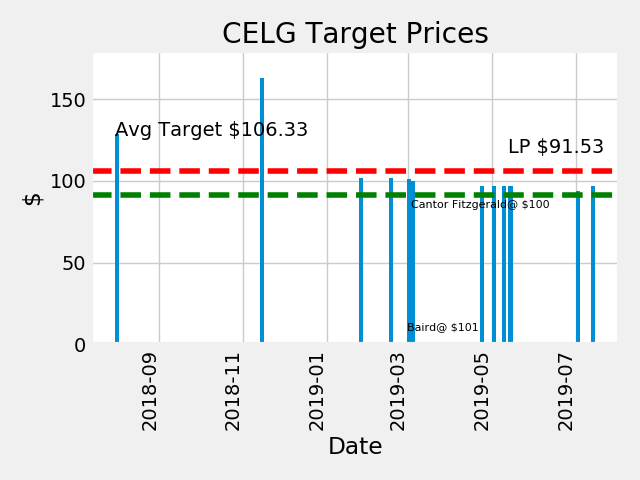 CELG Target Prices
150
100
50
0
$
Avg Target $106.33
LP $91.53
Cantor Fitzgerald@ $100
Baird@ $101
2018-09
2018-11
2019-01
2019-03
2019-05
2019-07
Date